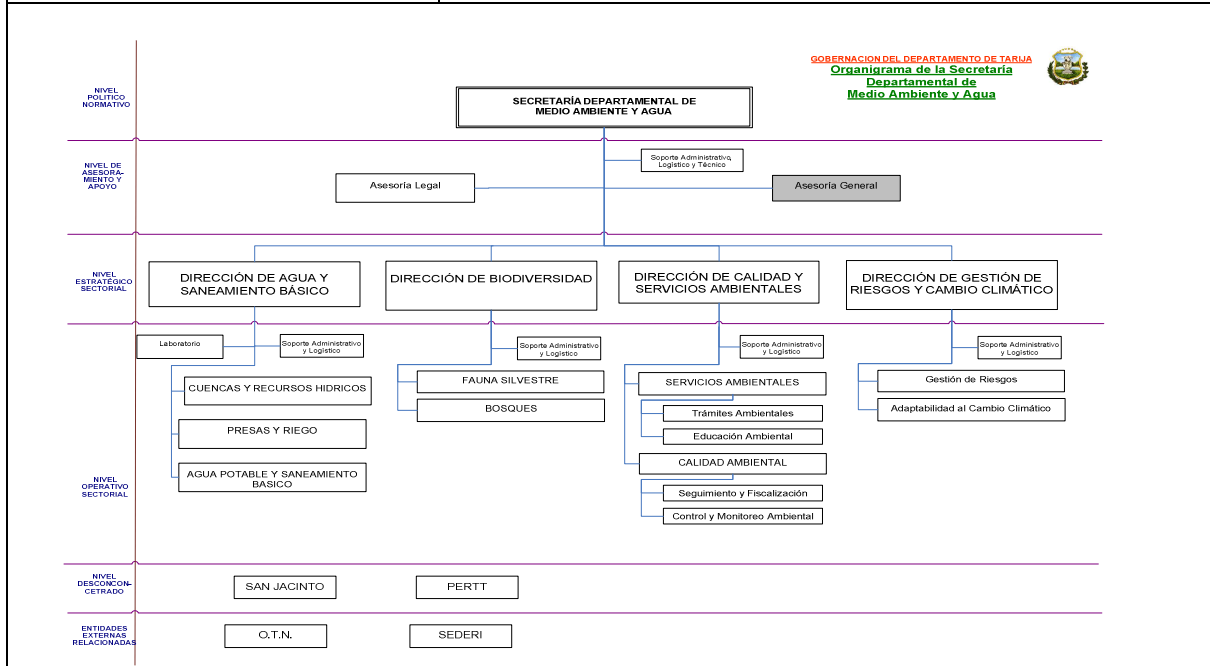 GOBERNACION DEL DEPARTAMENTO DE TARIJA
Organigrama de la Secretaría
Departamental de
Medio Ambiente y Agua
NIVEL
POLITICO
NORMATIVO
SECRETARÍA DEPARTAMENTAL DE
MEDIO AMBIENTE Y AGUA
NIVEL DE
ASESORA-
MIENTO Y
APOYO
Soporte Administrativo,
Logístico y Técnico
Asesoría Legal
Asesoría General
NIVEL
ESTRATÉGICO
SECTORIAL
DIRECCIÓN DE AGUA Y
SANEAMIENTO BÁSICO
DIRECCIÓN DE BIODIVERSIDAD
DIRECCIÓN DE CALIDAD Y
SERVICIOS AMBIENTALES
DIRECCIÓN DE GESTIÓN DE
RIESGOS Y CAMBIO CLIMÁTICO
NIVEL
OPERATIVO
SECTORIAL
Laboratorio
Soporte Administrativo
y Logístico
CUENCAS Y RECURSOS HIDRICOS
PRESAS Y RIEGO
AGUA POTABLE Y SANEAMIENTO
BASICO
Soporte Administrativo
y Logístico
FAUNA SILVESTRE
BOSQUES
Soporte Administrativo
y Logístico
SERVICIOS AMBIENTALES
Trámites Ambientales
Educación Ambiental
CALIDAD AMBIENTAL
Seguimiento y Fiscalización
Control y Monitoreo Ambiental
Soporte Administrativo
y Logístico
Gestión de Riesgos
Adaptabilidad al Cambio Climático
NIVEL
DESCONCON-
CETRADO
SAN JACINTO
PERTT
ENTIDADES
EXTERNAS
RELACIONADAS
O.T.N.
SEDERI